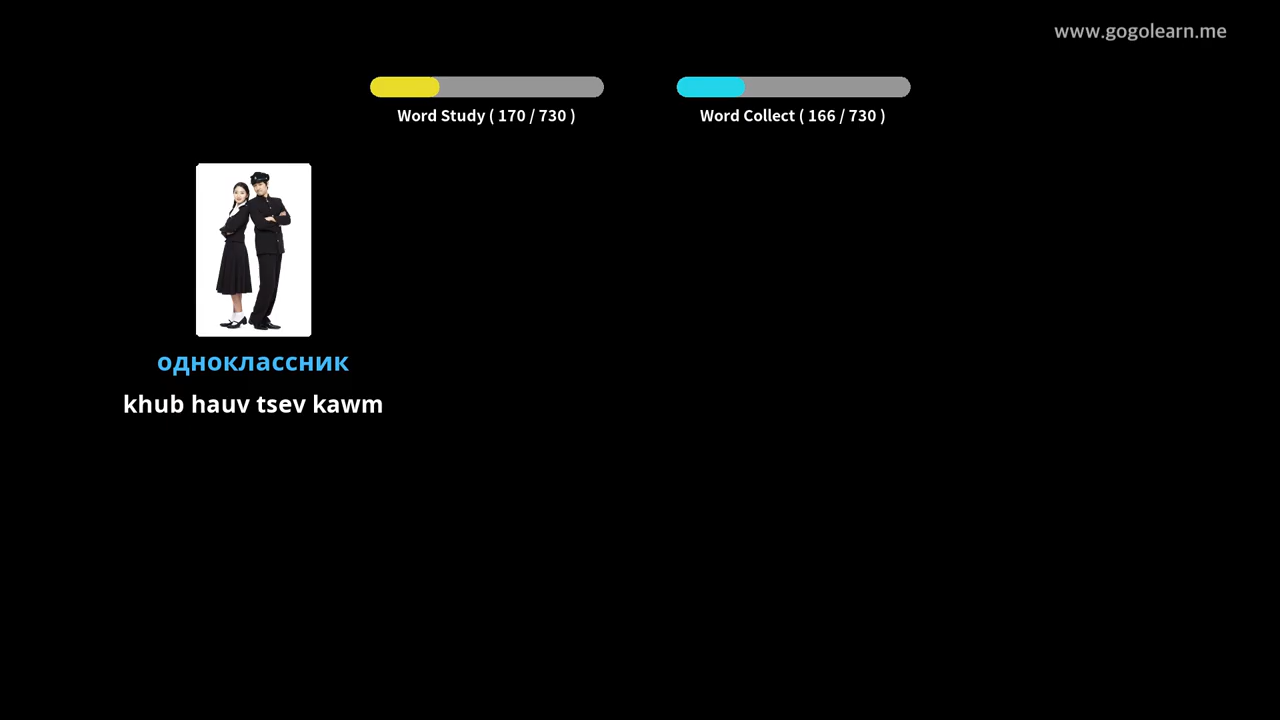 www.gogolearn.me
Word Study ( 170 / 730 )
Word Collect ( 166 / 730 )
одноклассник
khub hauv tsev kawm